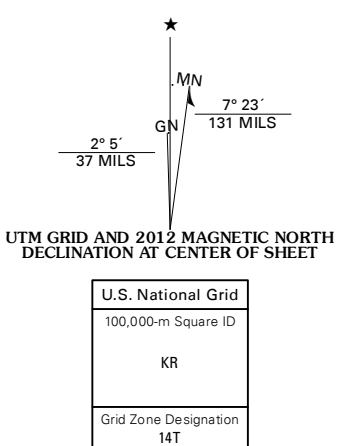 MN
7° 23´
131 MILS
GN
2° 5´
37 MILS
UTM GRID AND 2012 MAGNETIC NORTH
DECLINATION AT CENTER OF SHEET
U.S. National Grid
100,000-m Square ID
KR
Grid Zone Designation
14T